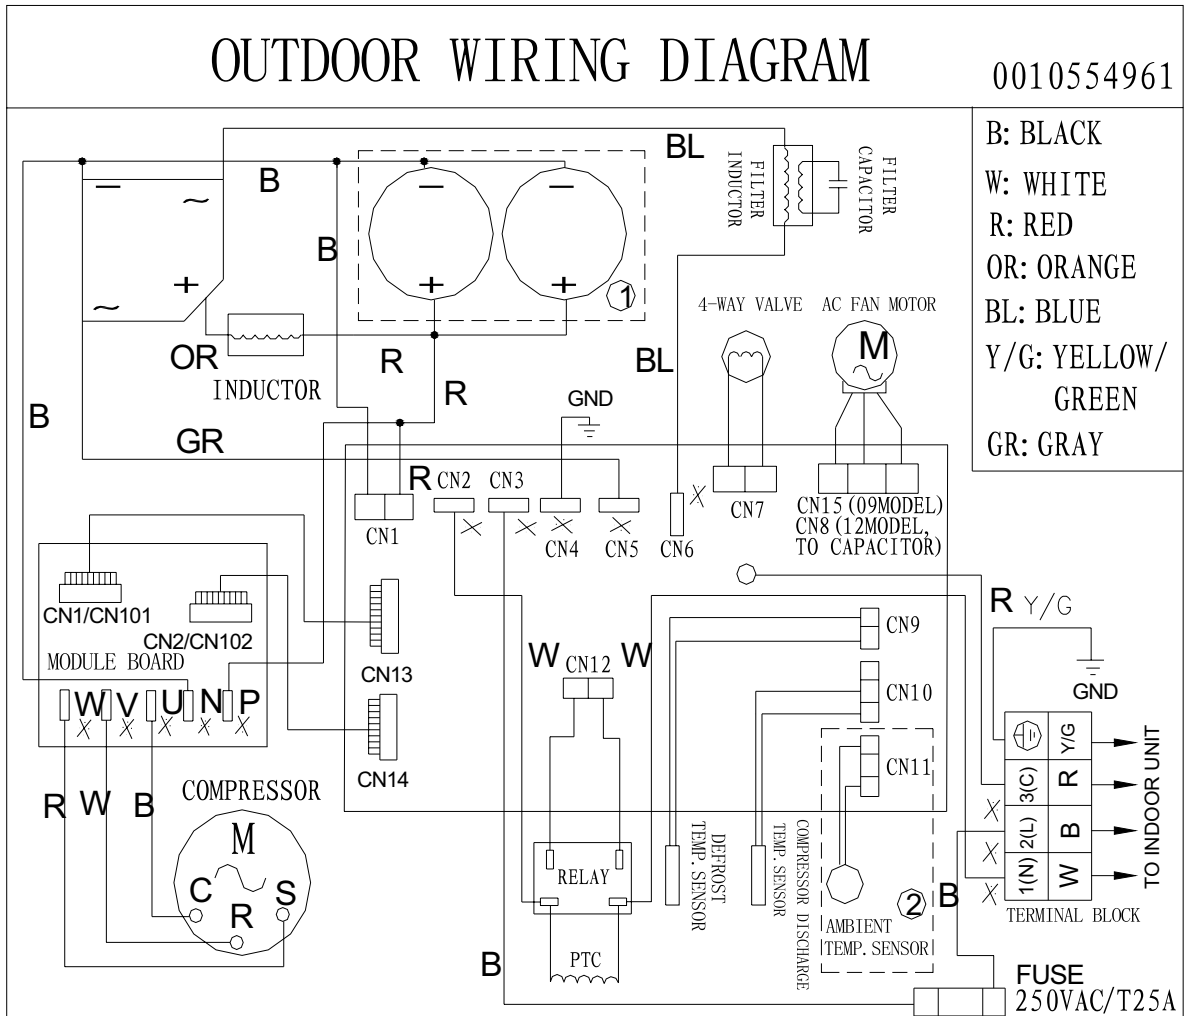 OUTDOOR WIRING DIAGRAM
0010554961
B: BLACK
W: WHITE
R: RED
OR: ORANGE
BL: BLUE
Y/G: YELLOW/
GREEN
GR: GRAY
B
BL
FILTER
INDUCTOR
FILTER
CAPACITOR
−
~
+
~
B
−
+
−
+
1
OR
INDUCTOR
R
R
B
GR
BL
4-WAY VALVE
AC FAN MOTOR
M
GND
R
CN1
CN2
CN3
CN4
CN5
CN6
CN7
CN15(09MODEL)
CN8(12MODEL,
TO CAPACITOR)
CN1/CN101
CN2/CN102
MODULE BOARD
W
V
U
N
P
CN13
CN14
W
CN12
W
CN9
CN10
CN11
R
Y/G
GND
Y/G
3(C)
R
2(L)
B
1(N)
W
TO INDOOR UNIT
TERMINAL BLOCK
R
W
B
COMPRESSOR
M
C
R
S
RELAY
PTC
DEFROST
TEMP. SENSOR
COMPRESSOR DISCHARGE
TEMP. SENSOR
AMBIENT
TEMP. SENSOR
2
B
B
FUSE
250VAC/T25A